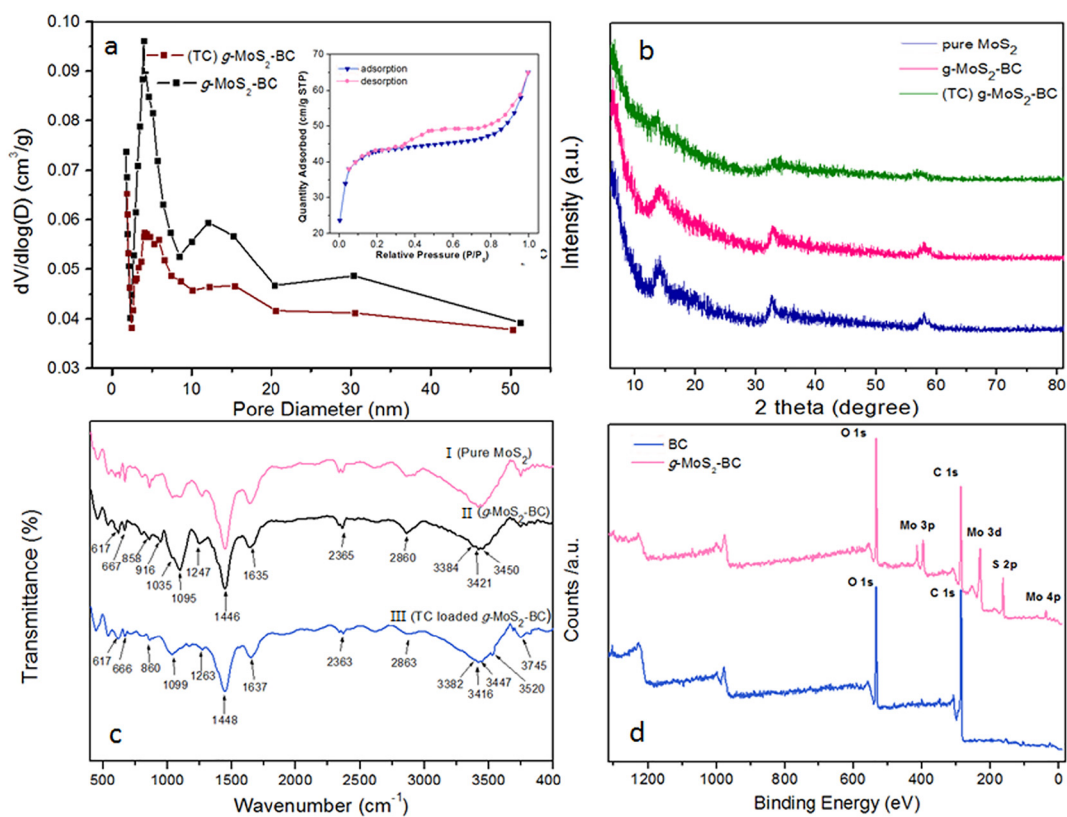 a
(TC) g-MoS2-BC
g-MoS2-BC
dV/dlog(D) (cm3/g)
0.10
0.09
0.08
0.07
0.06
0.05
0.04
0.03
0 10 20 30 40 50
Pore Diameter (nm)
adsorption
desorption
Quantity Adsorbed (cm/g STP)
70
60
50
40
30
20
0.0 0.2 0.4 0.6 0.8 1.0
Relative Pressure (P/P0)
b
pure MoS2
g-MoS2-BC
(TC) g-MoS2-BC
Intensity (a.u.)
10 20 30 40 50 60 70 80
2 theta (degree)
I (Pure MoS2)
II (g-MoS2-BC)
617 667 858 916 1035 1095 1247 1446 1635 2365 2860 3384 3421 3450
III (TC loaded g-MoS2-BC)
617 666 860 1099 1263 1448 1637 2363 2863 3382 3416 3447 3520 3745
Transmittance (%)
c
500 1000 1500 2000 2500 3000 3500 4000
Wavenumber (cm-1)
BC
g-MoS2-BC
O 1s
C 1s
Mo 3p
Mo 3d
S 2p
Mo 4p
O 1s
C 1s
Counts /a.u.
d
1200 1000 800 600 400 200 0
Binding Energy (eV)